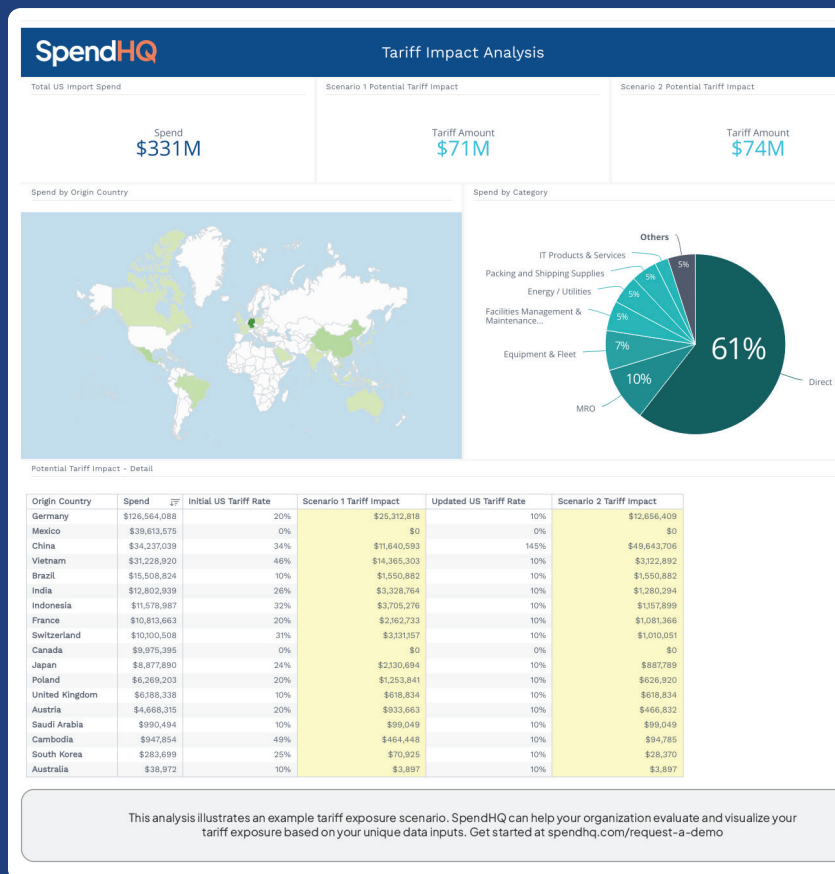 SpendHQ
Tariff Impact Analysis
Total US Import Spend
Scenario 1 Potential Tariff Impact
Scenario 2 Potential Tariff Impact
Spend
$331M
Tariff Amount
$71M
Tariff Amount
$74M
Spend by Origin Country
Spend by Category
Others
IT Products & Services
Packing and Shipping Supplies
Energy / Utilities
Facilities Management &
Maintenance...
Equipment & Fleet
MRO
Direct
5%
5%
5%
5%
7%
10%
61%
Potential Tariff Impact - Detail
Origin Country Spend Initial US Tariff Rate Scenario 1 Tariff Impact Updated US Tariff Rate Scenario 2 Tariff Impact
Germany $126,564,088 20% $25,312,818 10% $12,656,409
Mexico $39,613,575 0% $0 0% $0
China $34,237,039 34% $11,640,593 145% $49,643,706
Vietnam $31,228,920 46% $14,365,303 10% $3,122,892
Brazil $15,508,824 10% $1,550,882 10% $1,550,882
India $12,802,939 26% $3,328,764 10% $1,280,294
Indonesia $11,578,987 32% $3,705,276 10% $1,157,899
France $10,813,663 20% $2,162,733 10% $1,081,366
Switzerland $10,100,508 31% $3,131,157 10% $1,010,051
Canada $9,975,395 0% $0 0% $0
Japan $8,877,890 24% $2,130,694 10% $887,789
Poland $6,269,203 20% $1,253,841 10% $626,920
United Kingdom $6,188,338 10% $618,834 10% $618,834
Austria $4,668,315 20% $933,663 10% $466,832
Saudi Arabia $990,494 10% $99,049 10% $99,049
Cambodia $947,854 49% $464,448 10% $94,785
South Korea $283,699 25% $70,925 10% $28,370
Australia $38,972 10% $3,897 10% $3,897
This analysis illustrates an example tariff exposure scenario. SpendHQ can help your organization evaluate and visualize your
tariff exposure based on your unique data inputs. Get started at spendhq.com/request-a-demo